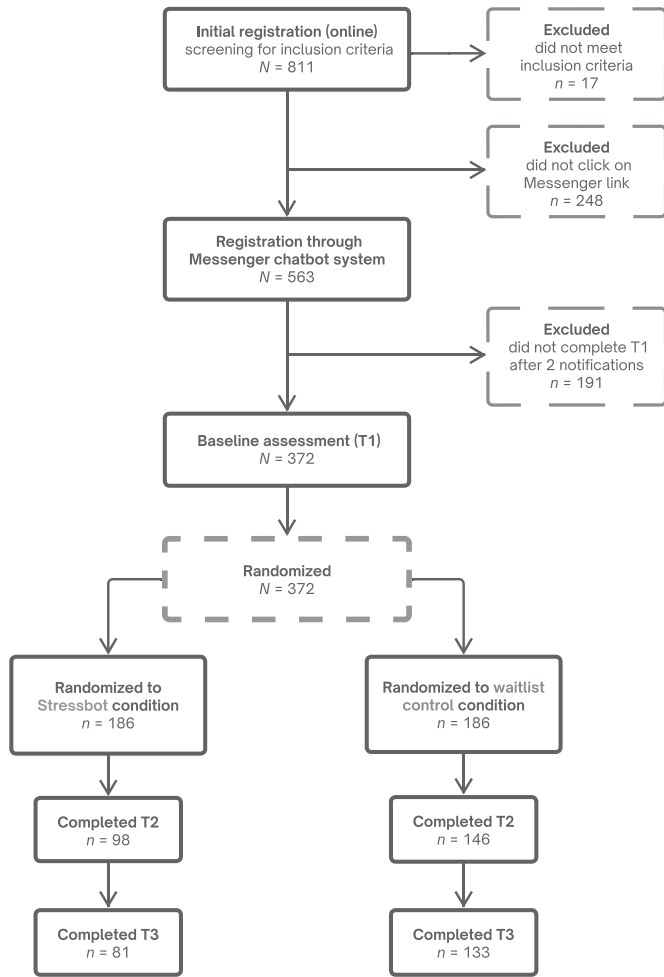 Initial registration (online)
screening for inclusion criteria
N = 811
Excluded
did not meet
inclusion criteria
n = 17
Excluded
did not click on
Messenger link
n = 248
Registration through
Messenger chatbot system
N = 563
Excluded
did not complete T1
after 2 notifications
n = 191
Baseline assessment (T1)
N = 372
Randomized
N = 372
Randomized to
Stressbot condition
n = 186
Randomized to waitlist
control condition
n = 186
Completed T2
n = 98
Completed T2
n = 146
Completed T3
n = 81
Completed T3
n = 133